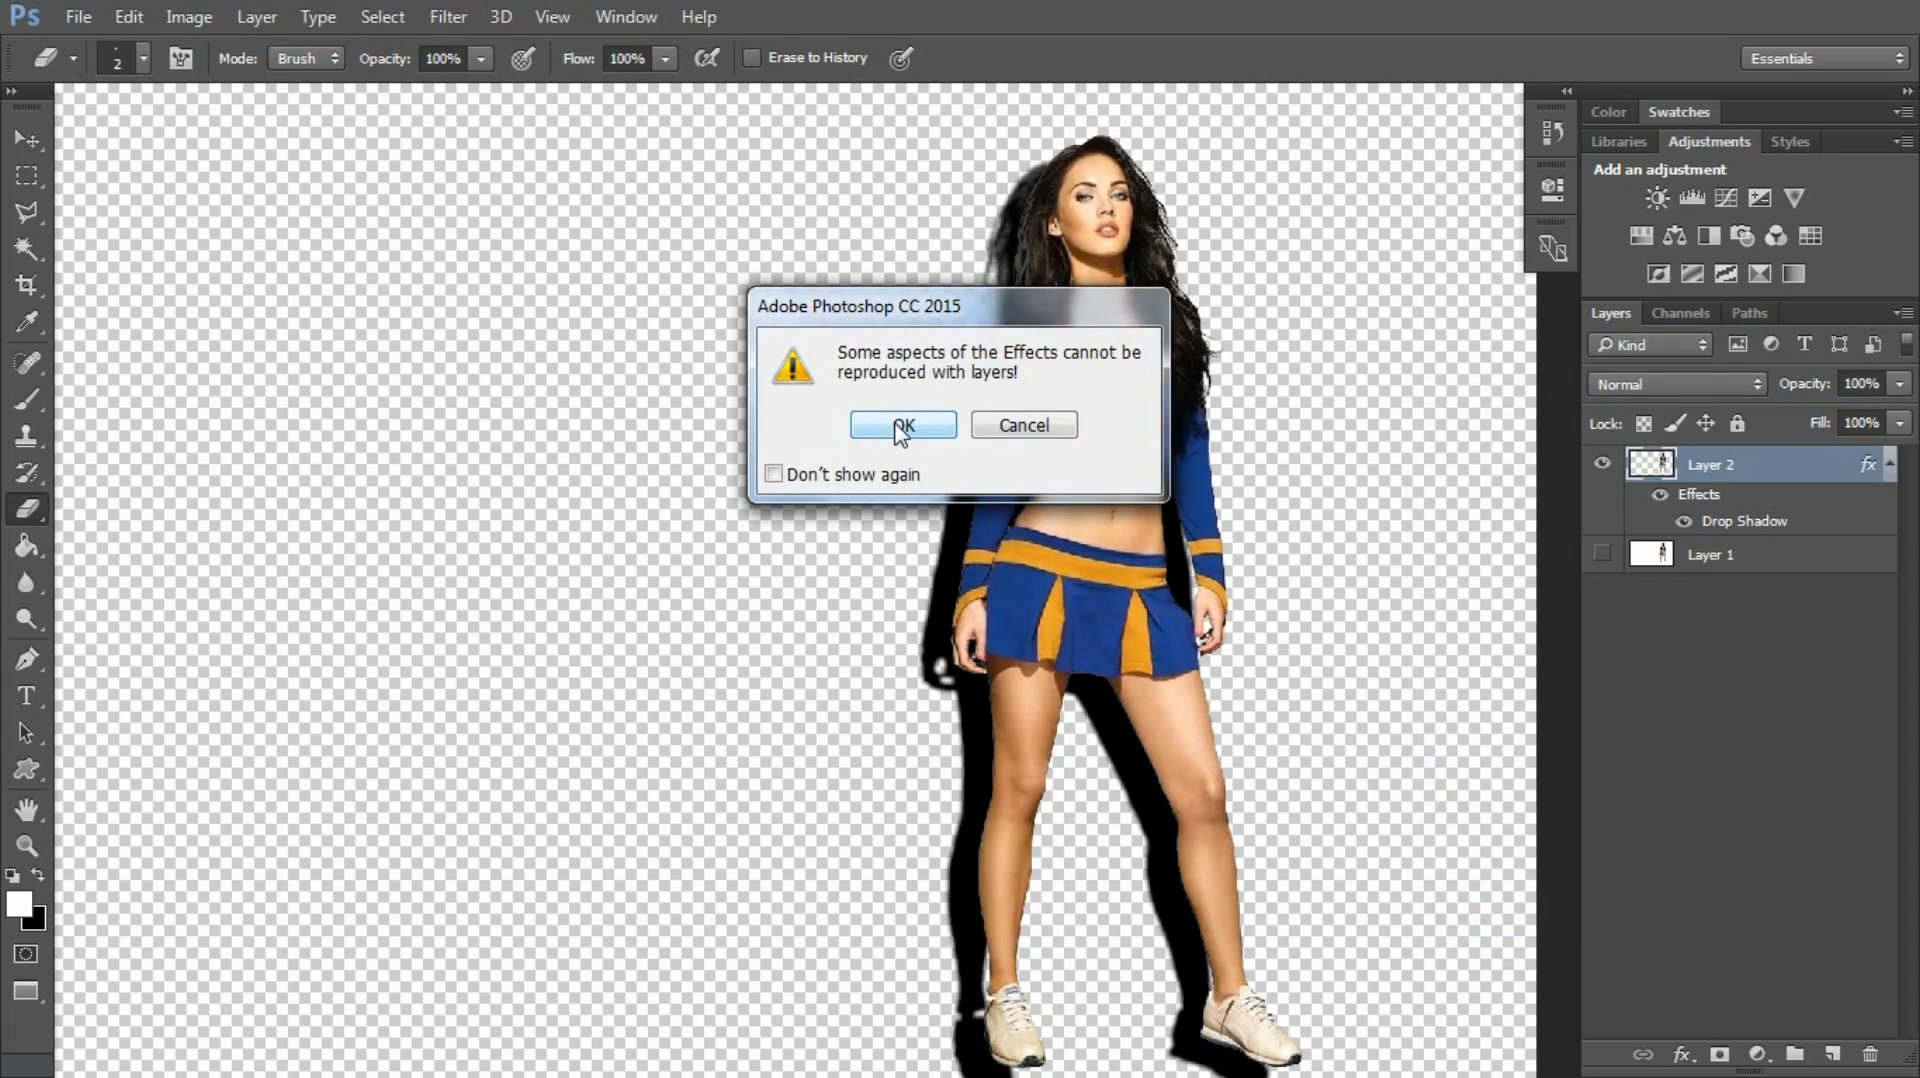 Ps File Edit Image Layer Type Select Filter 3D View Window Help
2 Mode: Brush Opacity: 100% Flow: 100% Erase to History Essentials
Color Swatches
Libraries Adjustments Styles
Add an adjustment
Adobe Photoshop CC 2015
Some aspects of the Effects cannot be
reproduced with layers!
OK Cancel
Don't show again
Layers Channels Paths
Kind
Normal Opacity: 100%
Lock: Fill: 100%
Layer 2 fx
Effects
Drop Shadow
Layer 1
T
fx